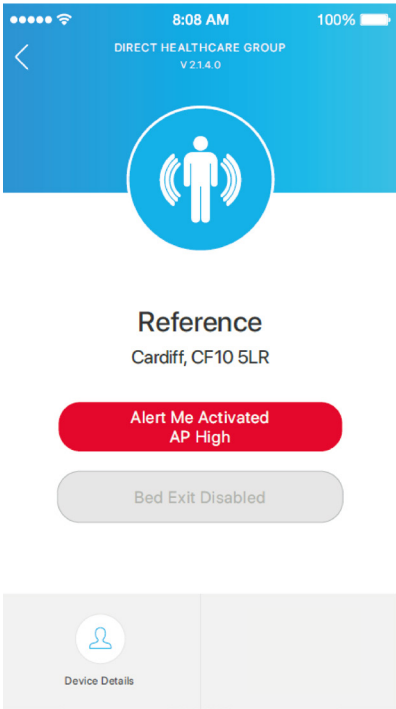 8:08 AM
100%
DIRECT HEALTHCARE GROUP
V 2.1.4.0
Reference
Cardiff, CF10 5LR
Alert Me Activated
AP High
Bed Exit Disabled
Device Details